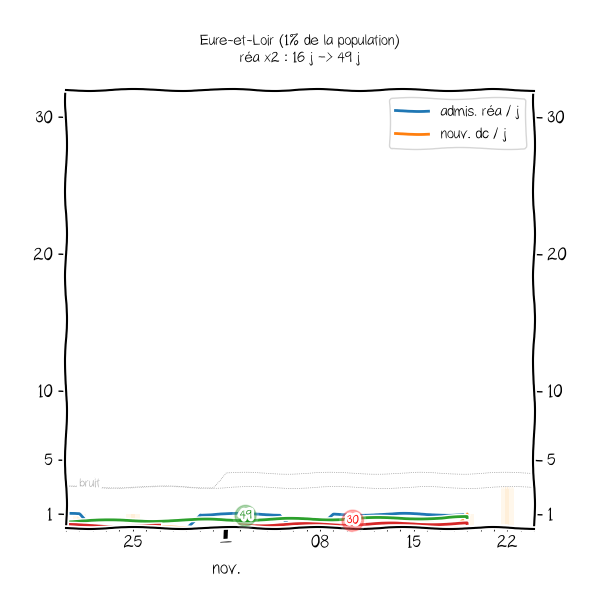 Eure-et-Loir (1% de la population)
réa x2 : 16 j -> 49 j
admis. réa / j
nouv. dc / j
30 30
20 20
10 10
5 5
bruit
1 49 30 1
25 1 08 15 22
nov.